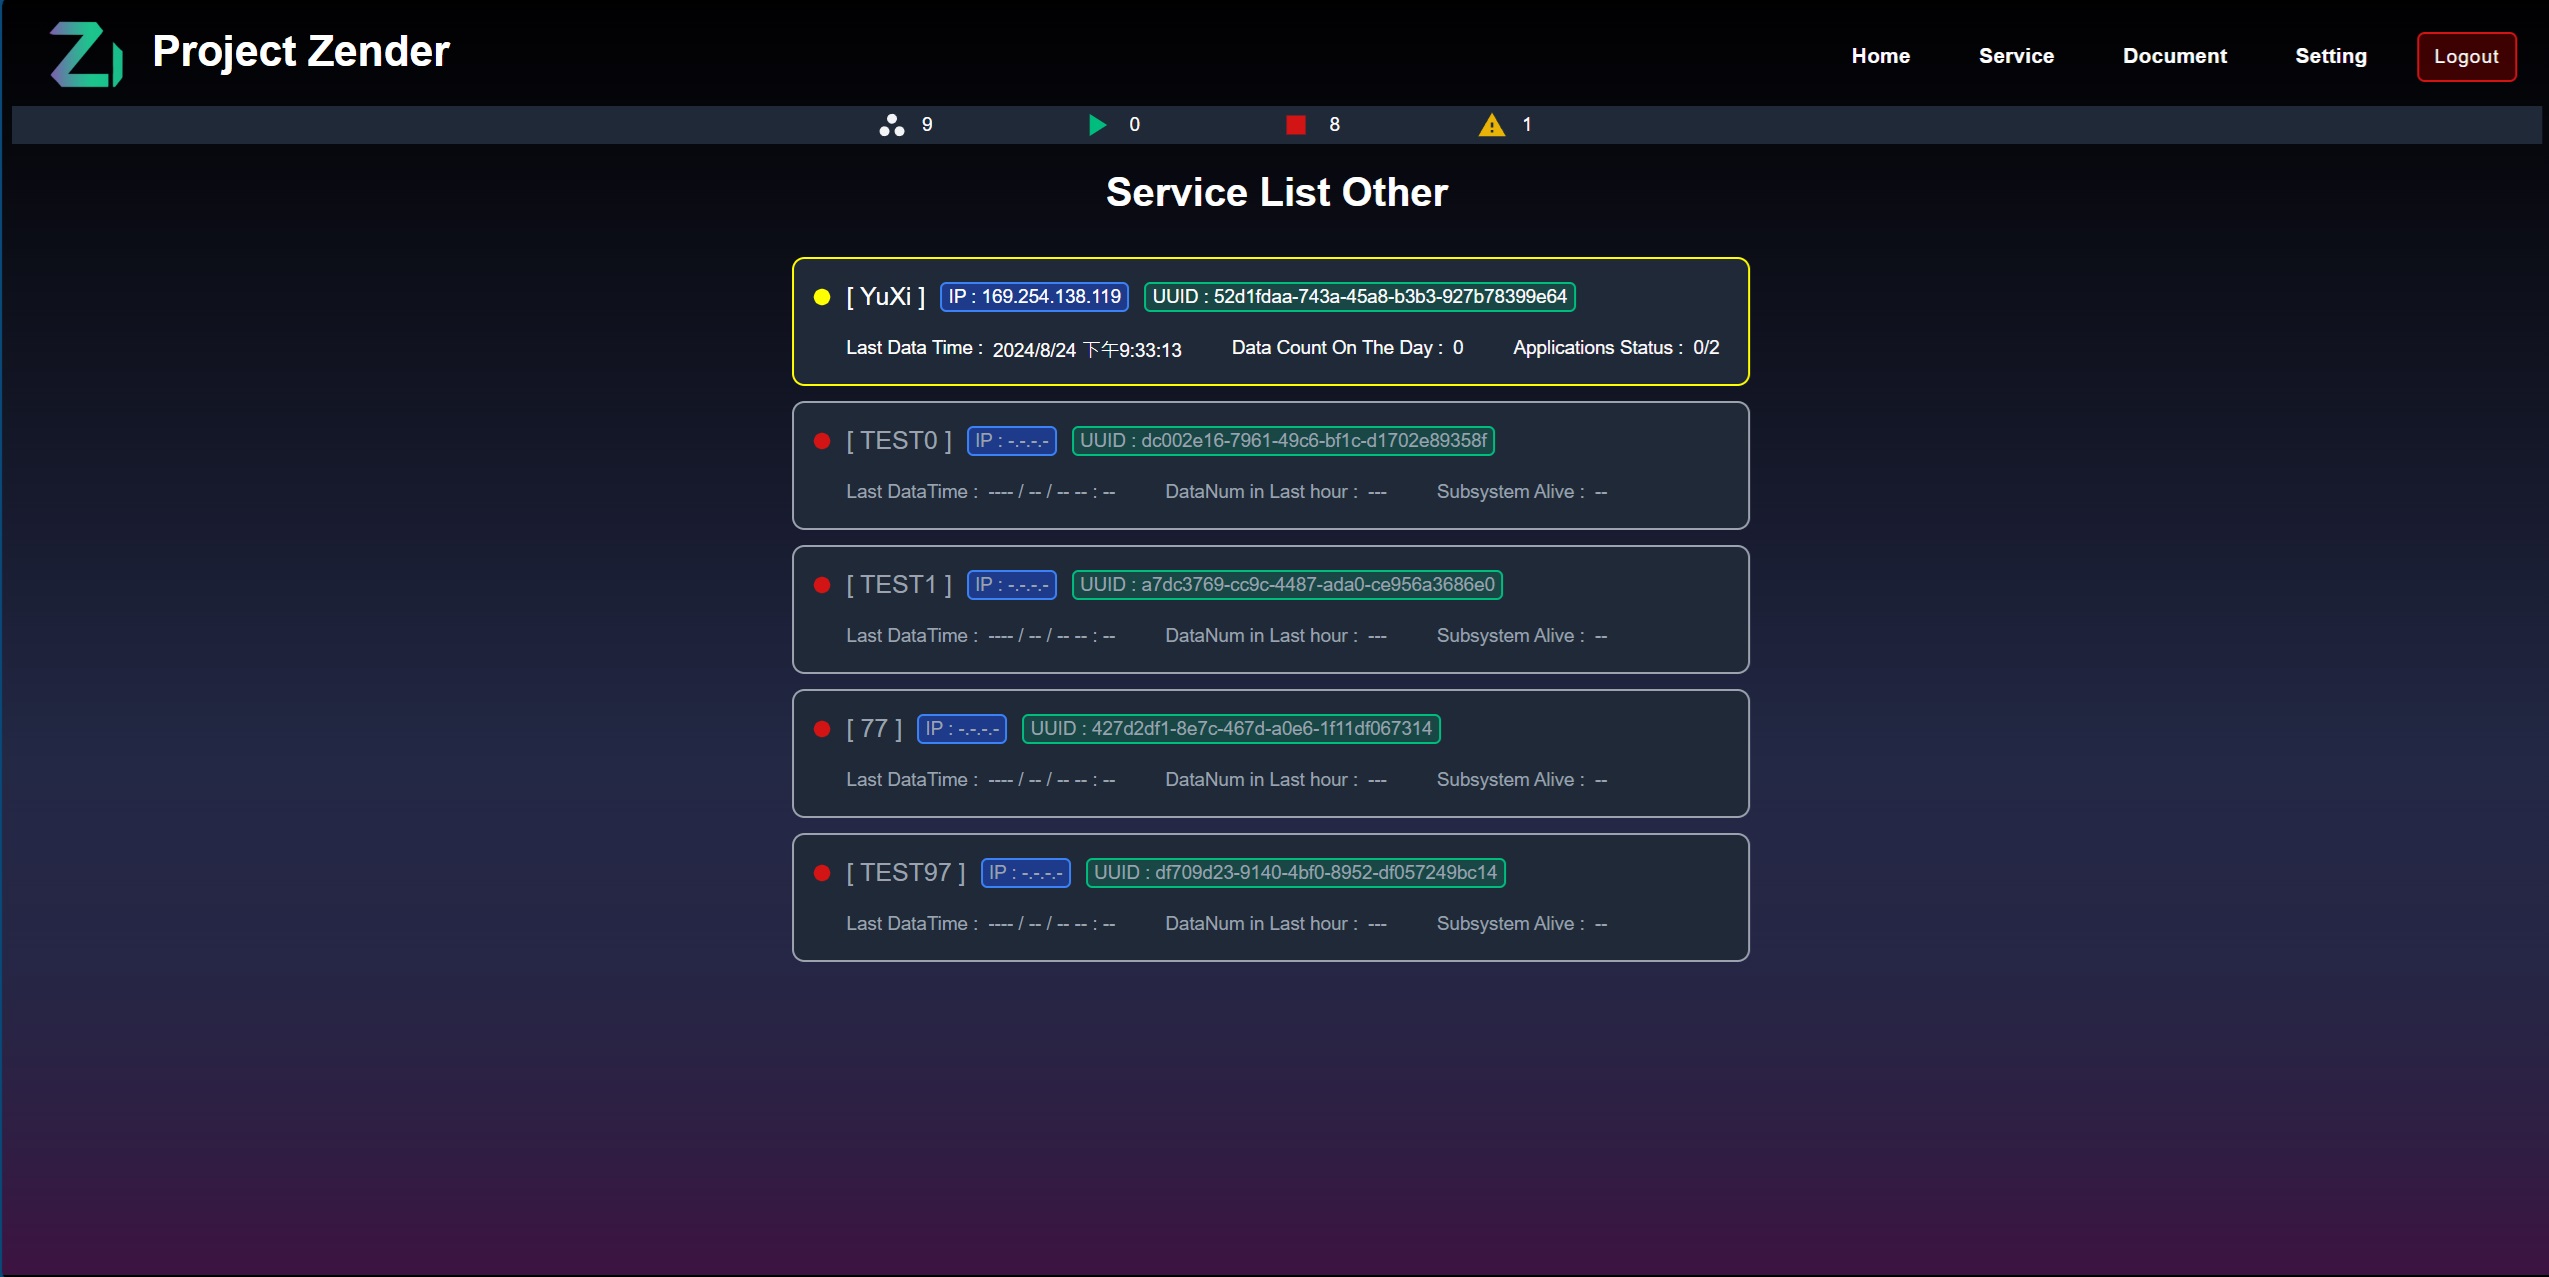 Project Zender
Home Service Document Setting Logout
9 0 8 1
Service List Other
[ YuXi ] IP : 169.254.138.119 UUID : 52d1fdaa-743a-45a8-b3b3-927b78399e64
Last Data Time : 2024/8/24 下午9:33:13 Data Count On The Day : 0 Applications Status : 0/2
[ TEST0 ] IP : -.-.-.- UUID : dc002e16-7961-49c6-bf1c-d1702e89358f
Last DataTime : ---- / -- / -- -- : -- DataNum in Last hour : --- Subsystem Alive : --
[ TEST1 ] IP : -.-.-.- UUID : a7dc3769-cc9c-4487-ada0-ce956a3686e0
Last DataTime : ---- / -- / -- -- : -- DataNum in Last hour : --- Subsystem Alive : --
[ 77 ] IP : -.-.-.- UUID : 427d2df1-8e7c-467d-a0e6-1f11df067314
Last DataTime : ---- / -- / -- -- : -- DataNum in Last hour : --- Subsystem Alive : --
[ TEST97 ] IP : -.-.-.- UUID : df709d23-9140-4bf0-8952-df057249bc14
Last DataTime : ---- / -- / -- -- : -- DataNum in Last hour : --- Subsystem Alive : --